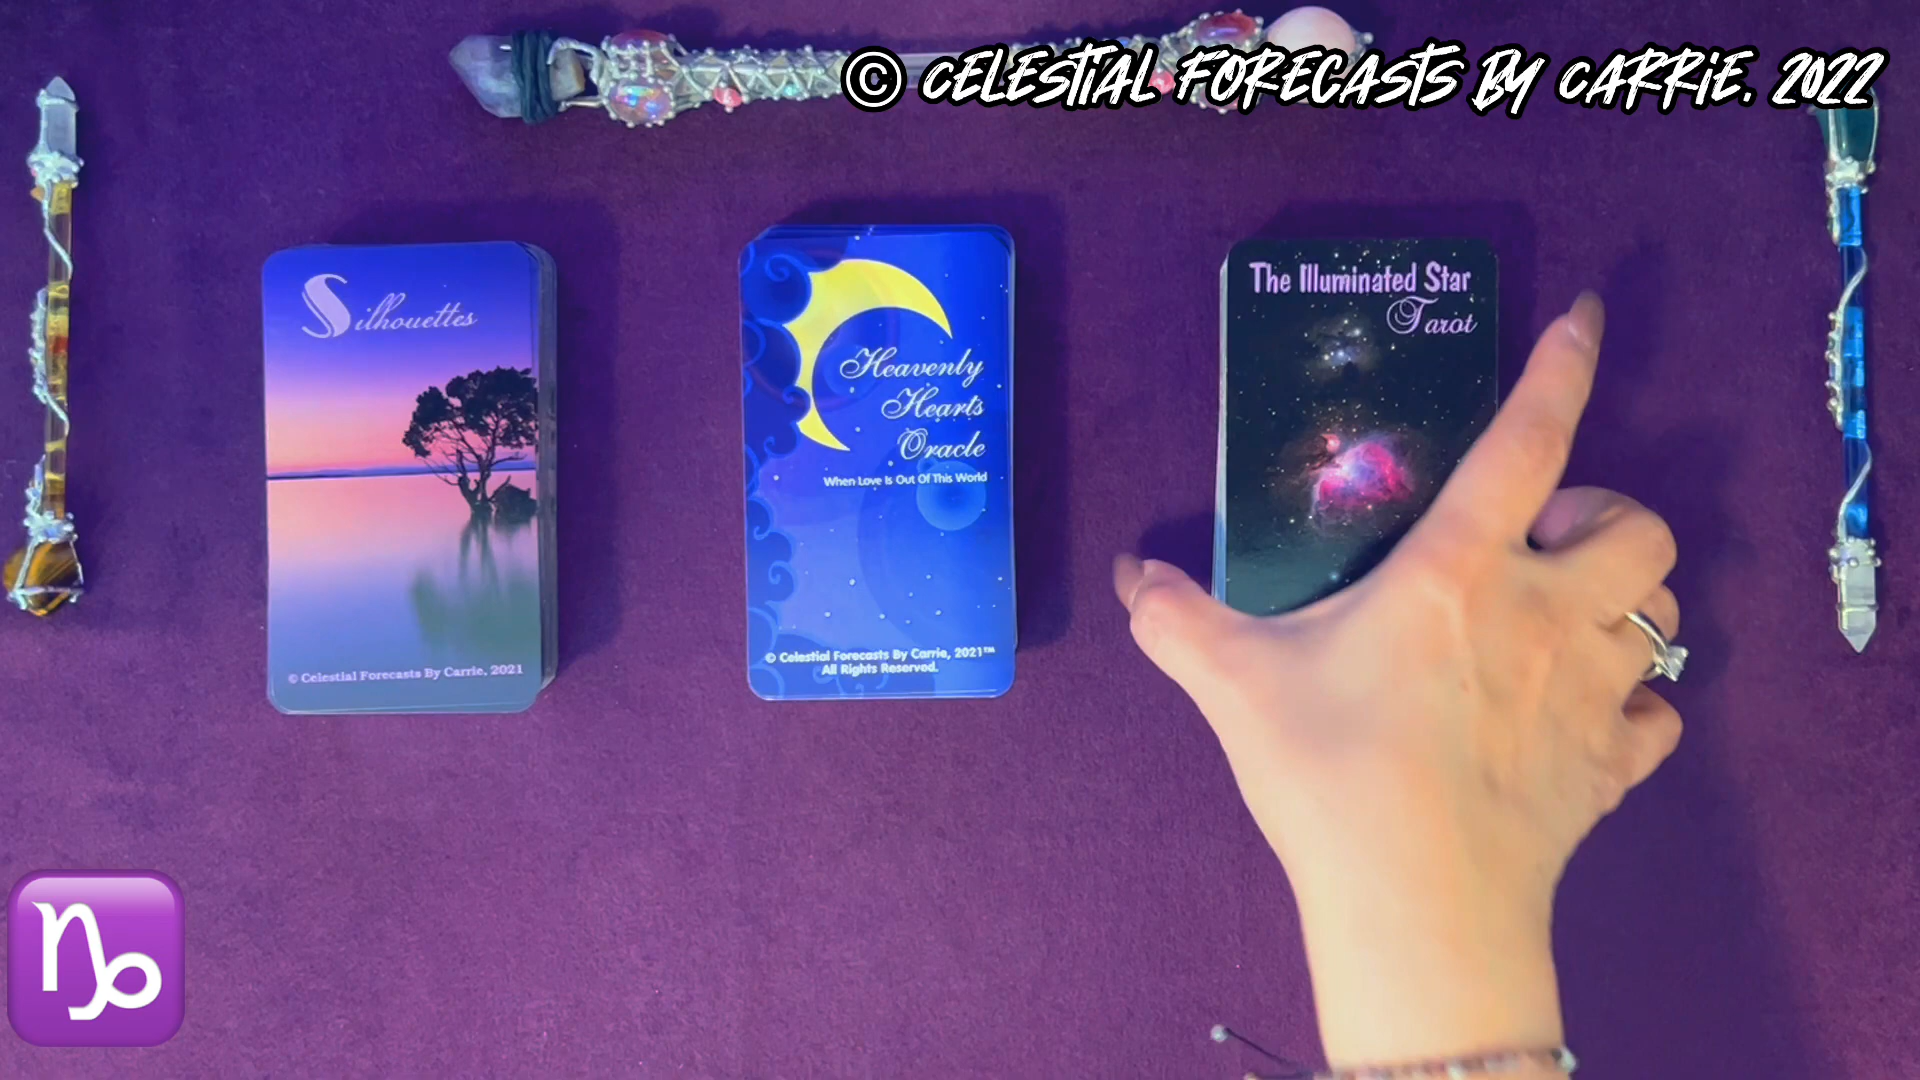 © CELESTIAL FORECASTS BY CARRIE. 2022
Silhouettes
© Celestial Forecasts By Carrie, 2021
Heavenly
Hearts
Oracle
When Love Is Out Of This World
© Celestial Forecasts By Carrie, 2021™
All Rights Reserved.
The Illuminated Star
Tarot